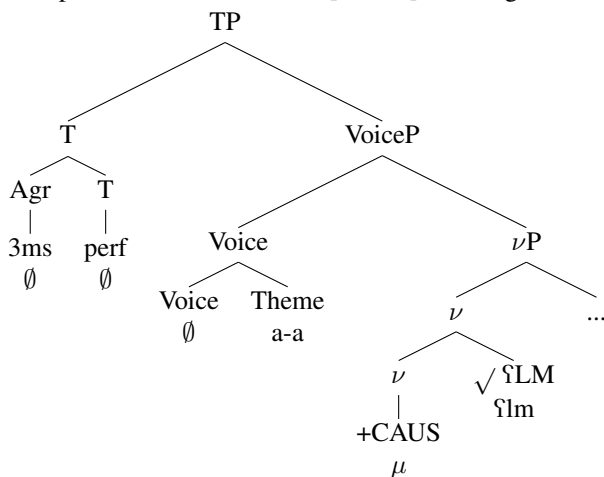 TP
T VoiceP
Agr T
3ms perf Voice νP
∅ ∅
Voice Theme ν ...
∅ a-a
ν √ʕLM
ʕlm
+CAUS
μ